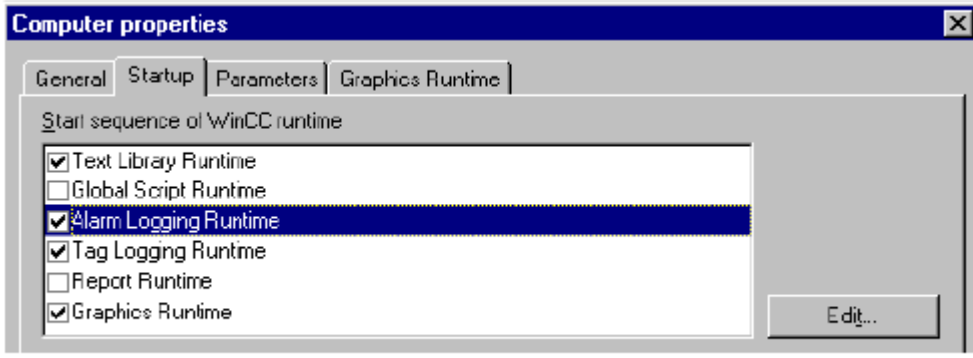 Computer properties
General Startup Parameters Graphics Runtime
Start sequence of WinCC runtime
Text Library Runtime
Global Script Runtime
Alarm Logging Runtime
Tag Logging Runtime
Report Runtime
Graphics Runtime
Edit...